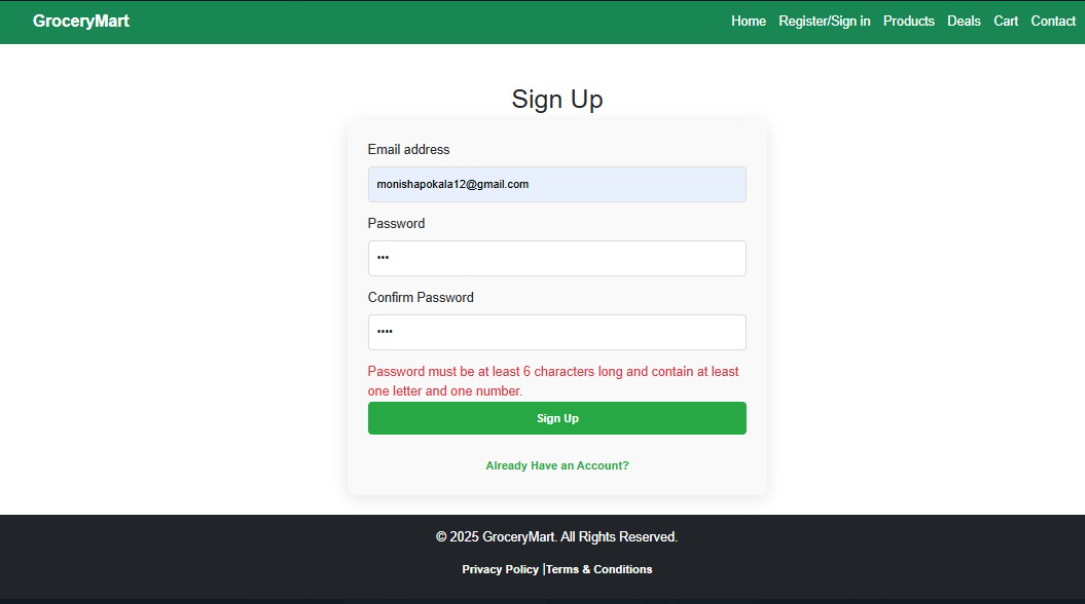 GroceryMart
Home Register/Sign in Products Deals Cart Contact
Sign Up
Email address
monishapokala12@gmail.com
Password
•••
Confirm Password
••••
Password must be at least 6 characters long and contain at least
one letter and one number.
Sign Up
Already Have an Account?
© 2025 GroceryMart. All Rights Reserved.
Privacy Policy |Terms & Conditions